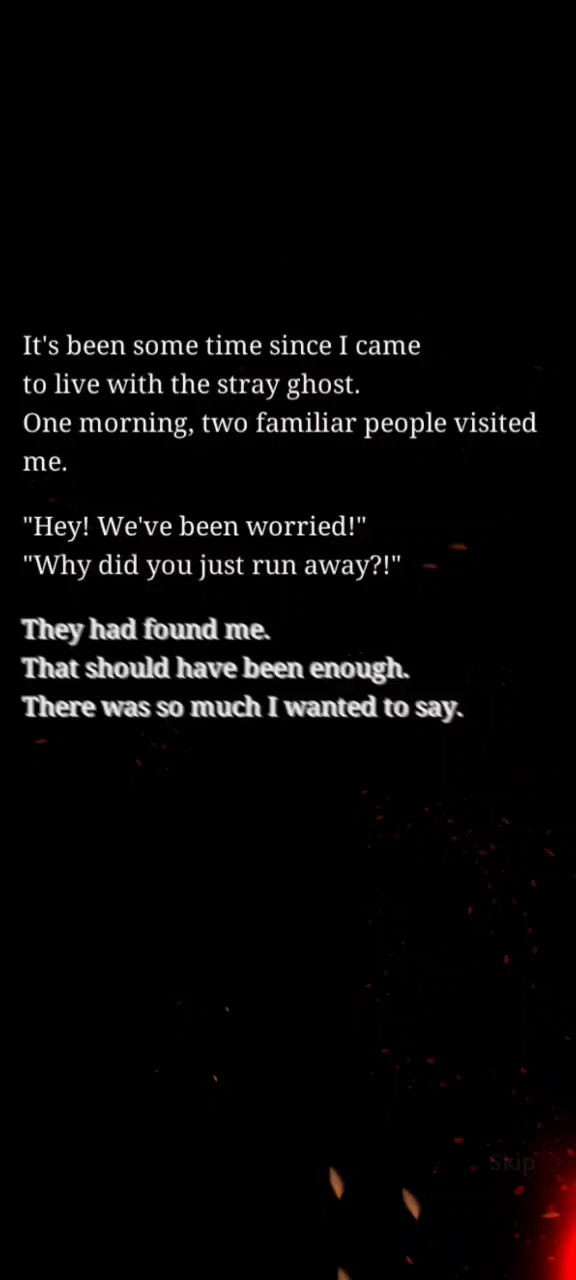 It's been some time since I came
to live with the stray ghost.
One morning, two familiar people visited
me.
"Hey! We've been worried!"
"Why did you just run away?!"
They had found me.
That should have been enough.
There was so much I wanted to say.
Skip